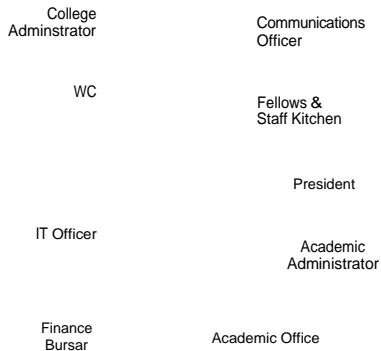 College
Adminstrator
Communications
Officer
WC
Fellows &
Staff Kitchen
President
IT Officer
Academic
Administrator
Finance
Bursar
Academic Office